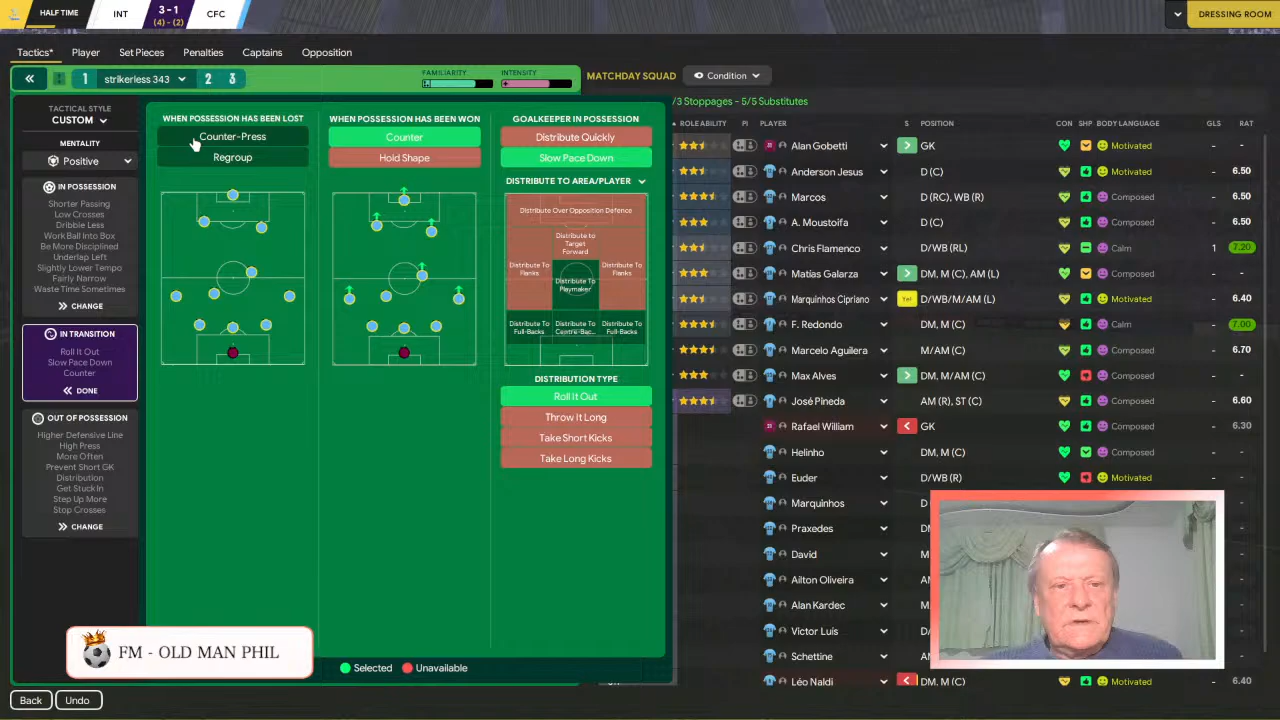 HALF TIME
INT
3 - 1
(4) - (2)
CFC
DRESSING ROOM
Tactics*
Player
Set Pieces
Penalties
Captains
Opposition
1
strikerless 343
2
3
FAMILIARITY
INTENSITY
MATCHDAY SQUAD
Condition
/3 Stoppages - 5/5 Substitutes
TACTICAL STYLE
CUSTOM
MENTALITY
Positive
IN POSSESSION
Shorter Passing
Low Crosses
Dribble Less
Work Ball Into Box
Be More Disciplined
Underlap Left
Slightly Lower Tempo
Fairly Narrow
Waste Time Sometimes
CHANGE
IN TRANSITION
Roll It Out
Slow Pace Down
Counter
DONE
OUT OF POSSESSION
Higher Defensive Line
High Press
More Often
Prevent Short GK
Distribution
Get Stuck In
Step Up More
Stop Crosses
CHANGE
WHEN POSSESSION HAS BEEN LOST
Counter-Press
Regroup
WHEN POSSESSION HAS BEEN WON
Counter
Hold Shape
GOALKEEPER IN POSSESSION
Distribute Quickly
Slow Pace Down
DISTRIBUTE TO AREA/PLAYER
Distribute Over Opposition Defence
Distribute to
Target
Forward
Distribute To
Flanks
Distribute To
Playmaker
Distribute To
Flanks
Distribute To
Full-Backs
Distribute To
Centre-Bac...
Distribute To
Full-Backs
DISTRIBUTION TYPE
Roll It Out
Throw It Long
Take Short Kicks
Take Long Kicks
Selected
Unavailable
ROLE ABILITY PI PLAYER S POSITION CON SHP BODY LANGUAGE GLS RAT
Alan Gobetti GK Motivated - -
Anderson Jesus D (C) Motivated - 6.50
Marcos D (RC), WB (R) Composed - 6.50
A. Moustoifa D (C) Composed - 6.50
Chris Flamenco D/WB (RL) Calm 1 7.20
Matías Galarza DM, M (C), AM (L) Composed - -
Marquinhos Cipriano D/WB/M/AM (L) Motivated - 6.40
F. Redondo DM, M (C) Calm - 7.00
Marcelo Aguilera M/AM (C) Composed - 6.70
Max Alves DM, M/AM (C) Composed - -
José Pineda AM (R), ST (C) Composed - 6.60
Rafael William GK Composed - 6.30
Helinho DM, M (C) Composed - -
Euder D/WB (R) Motivated - -
Marquinhos D
Praxedes DM
David M
Ailton Oliveira AM
Alan Kardec M
Victor Luis D/
Schettine AM
Léo Naldi DM, M (C) Motivated - 6.40
FM - OLD MAN PHIL
Back
Undo